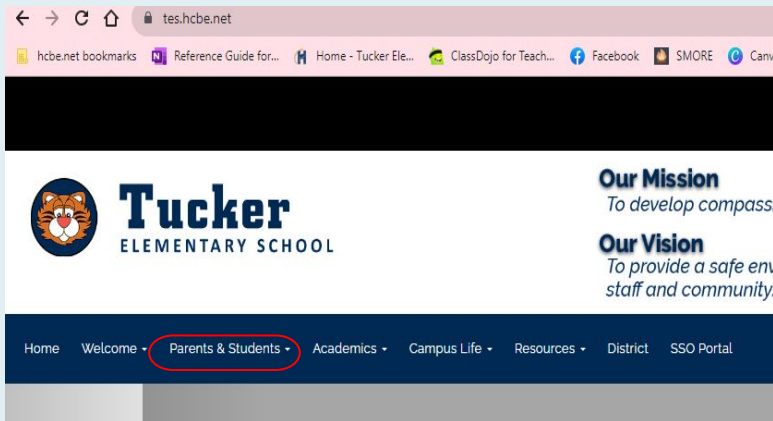 tes.hcbe.net
hcbe.net bookmarks Reference Guide for... Home - Tucker Ele... ClassDojo for Teach... Facebook SMORE Canv
Tucker
ELEMENTARY SCHOOL
Our Mission
To develop compass
Our Vision
To provide a safe env
staff and community.
Home Welcome Parents & Students Academics Campus Life Resources District SSO Portal